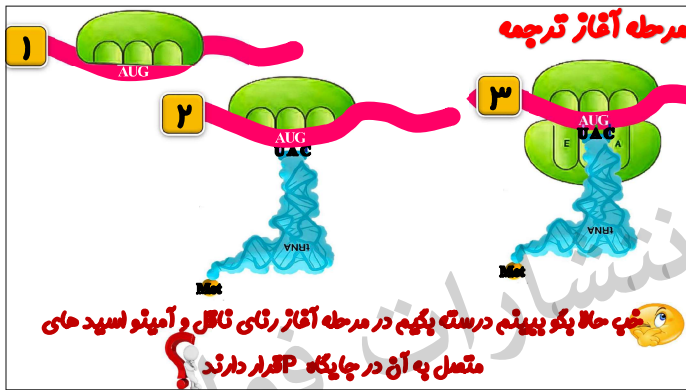 مرحله آغاز ترجمه
۱
AUG
۲
AUG
UAC
tRNA
Met
۳
AUG
UAC
E
A
tRNA
Met
خب حالا بگو ببینم درسته بگیم در مرحله آغاز رنای ناقل و آمینو اسید های
متصل به آن در جایگاه P قرار دارند ؟
انتشارات